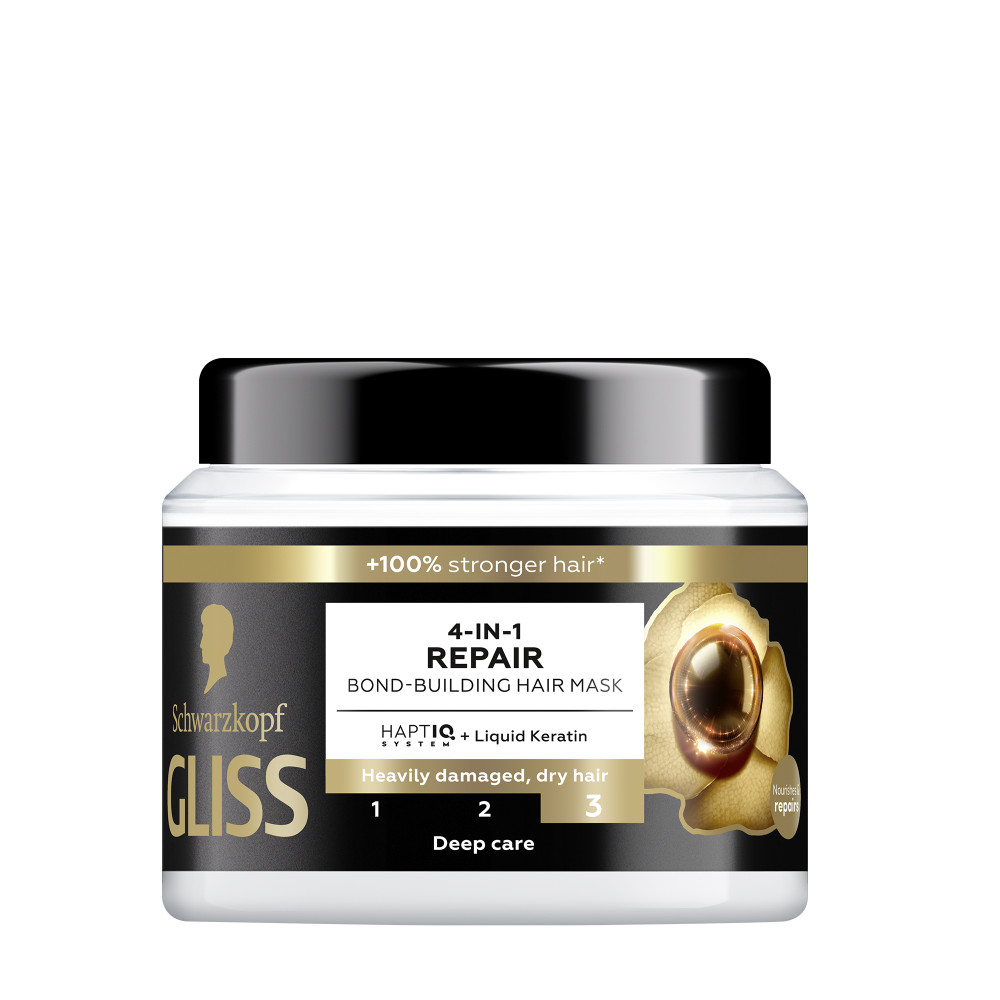 +100% stronger hair*
Schwarzkopf
GLISS
4-IN-1
REPAIR
BOND-BUILDING HAIR MASK
HAPTIQ
SYSTEM
+ Liquid Keratin
Heavily damaged, dry hair
1 2 3
Deep care
Nourishes &
repairs